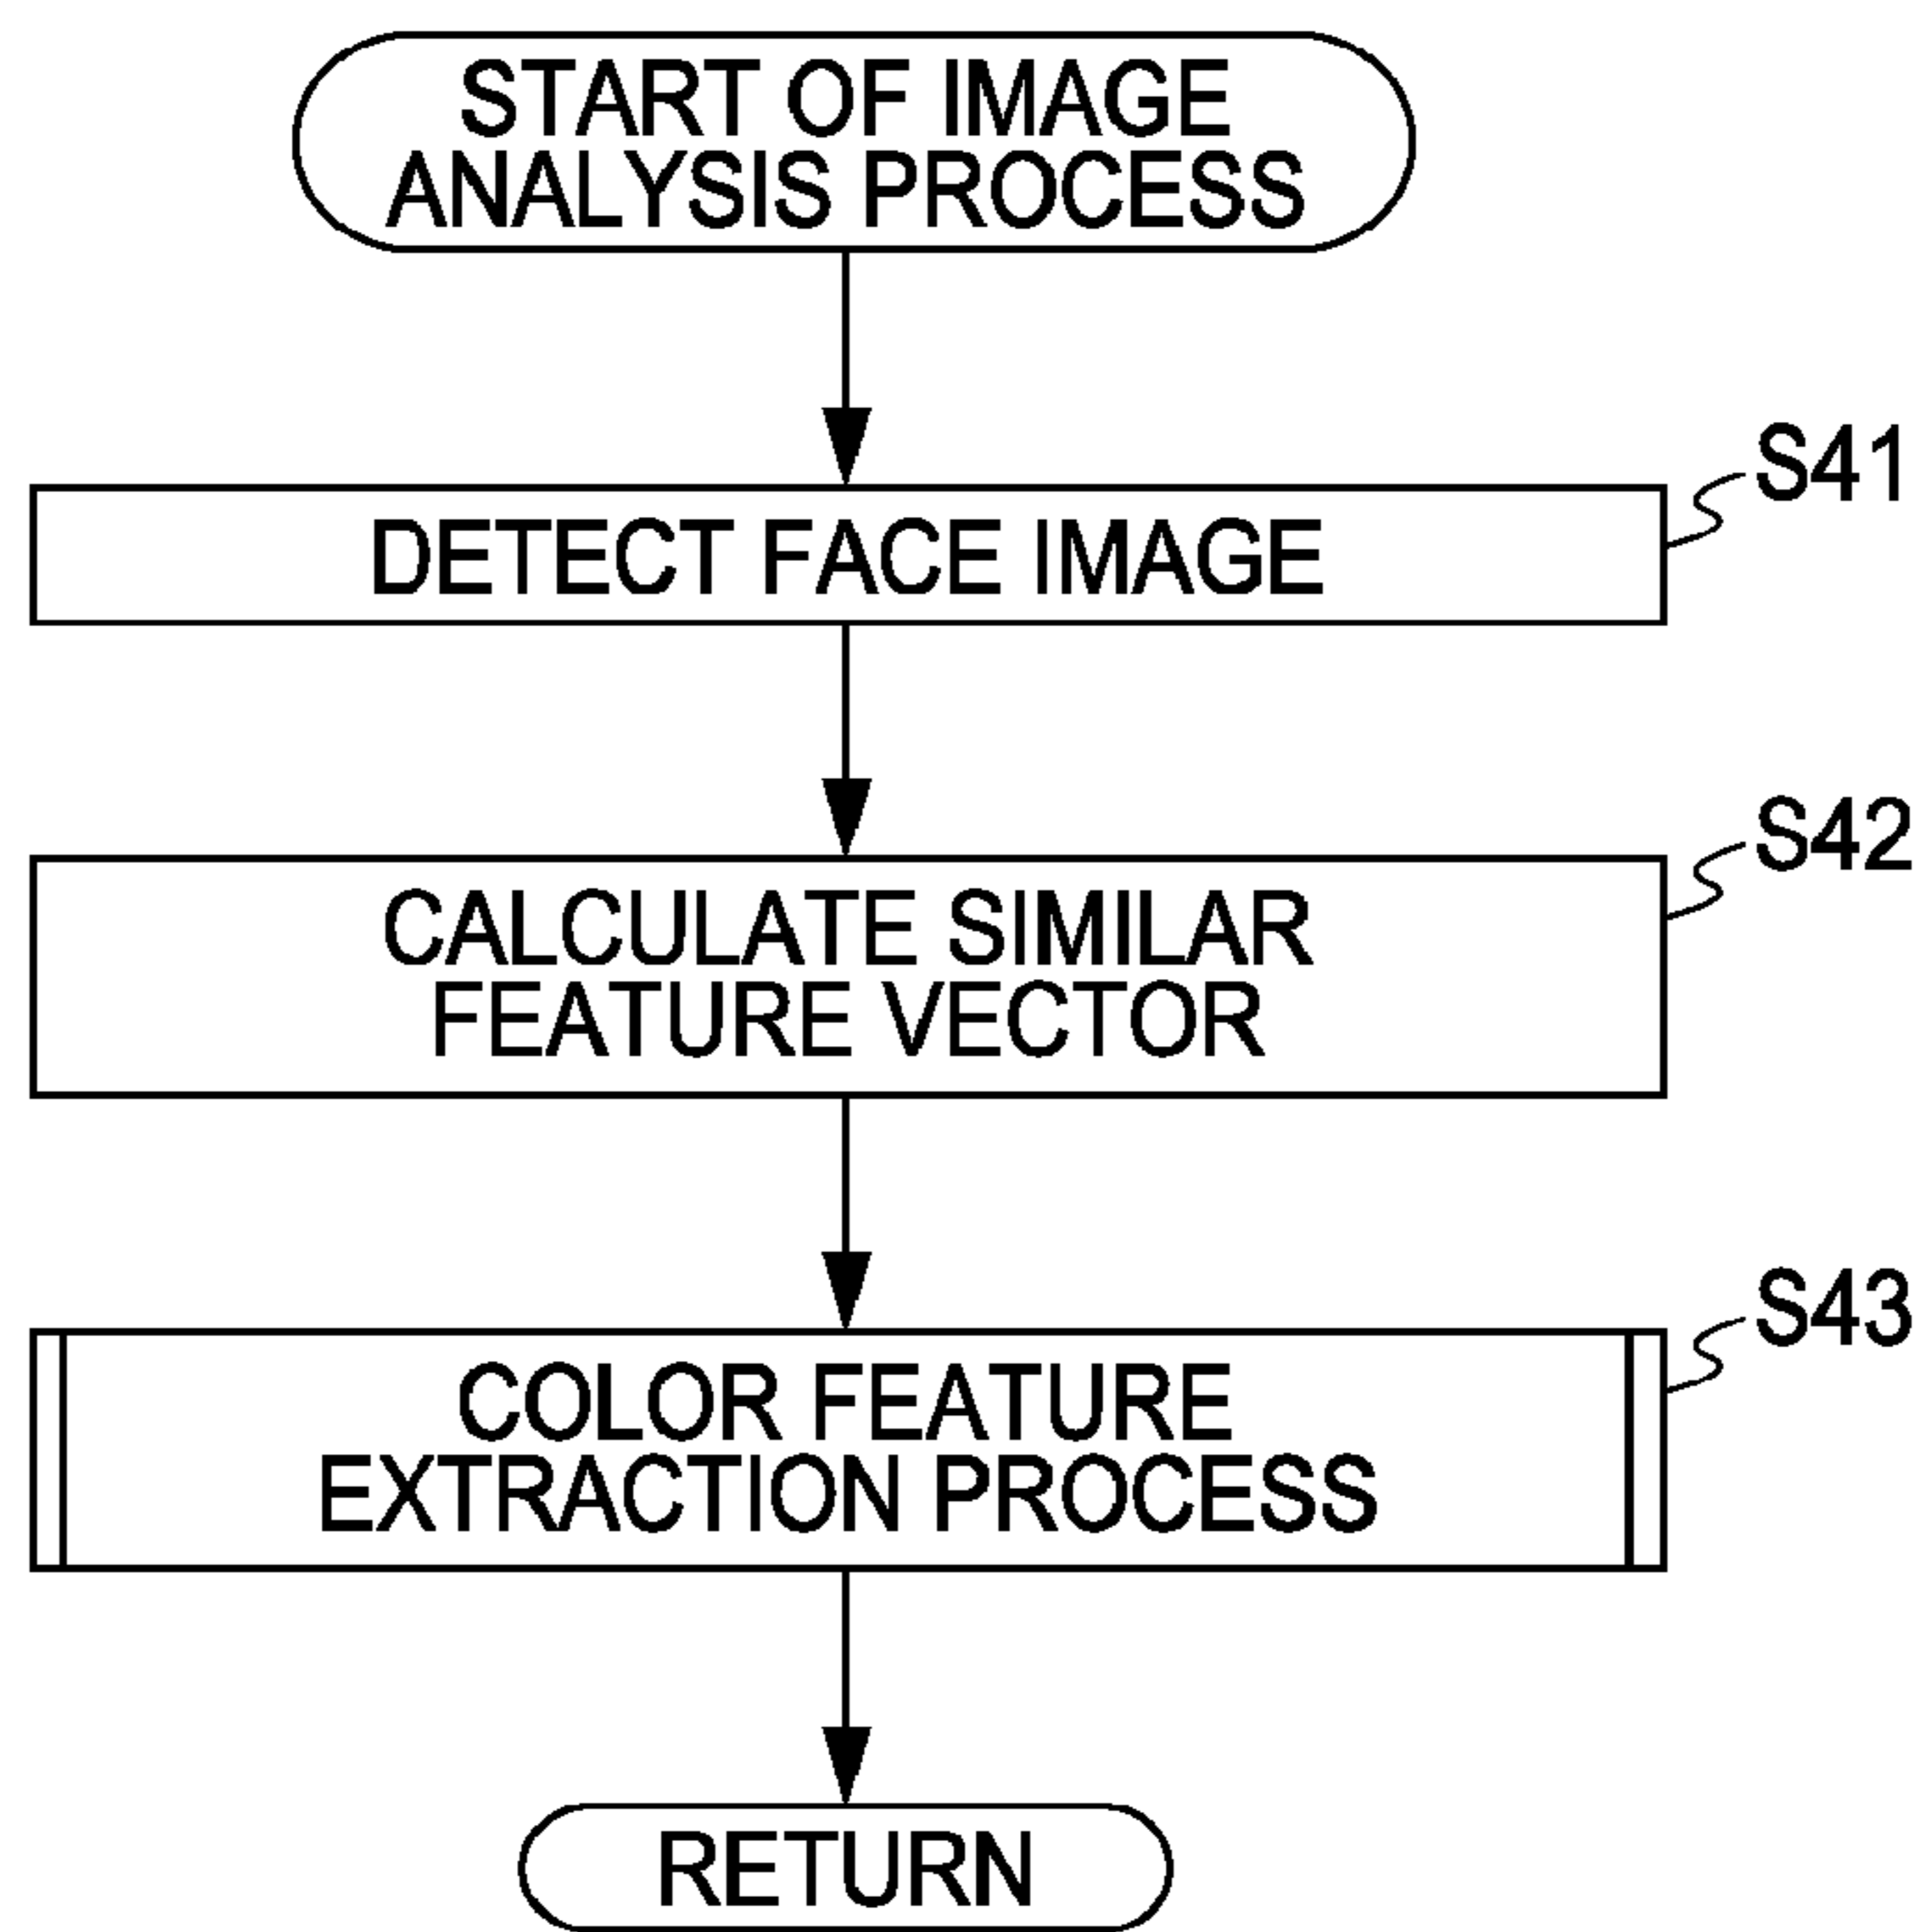 START OF IMAGE
ANALYSIS PROCESS
S41
DETECT FACE IMAGE
S42
CALCULATE SIMILAR
FEATURE VECTOR
S43
COLOR FEATURE
EXTRACTION PROCESS
RETURN